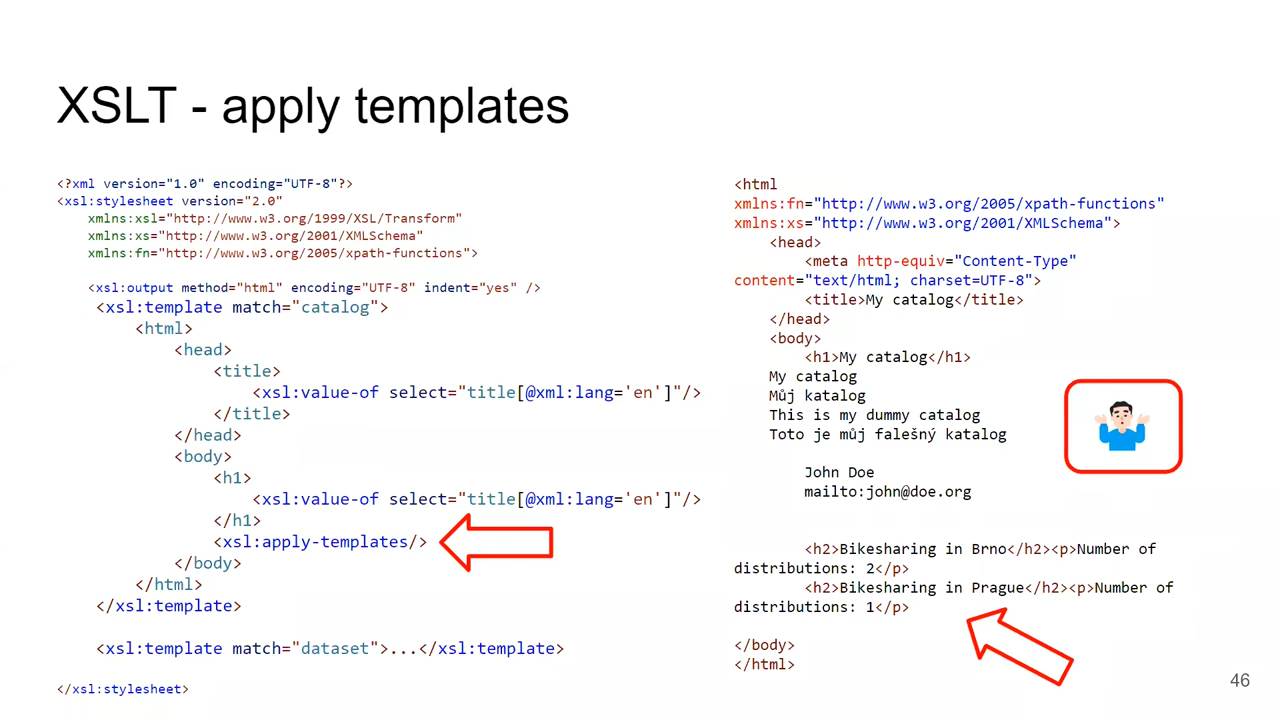 XSLT - apply templates
<?xml version="1.0" encoding="UTF-8"?>
<xsl:stylesheet version="2.0"
    xmlns:xsl="http://www.w3.org/1999/XSL/Transform"
    xmlns:xs="http://www.w3.org/2001/XMLSchema"
    xmlns:fn="http://www.w3.org/2005/xpath-functions">
    <xsl:output method="html" encoding="UTF-8" indent="yes" />
    <xsl:template match="catalog">
        <html>
            <head>
                <title>
                    <xsl:value-of select="title[@xml:lang='en']"/>
                </title>
            </head>
            <body>
                <h1>
                    <xsl:value-of select="title[@xml:lang='en']"/>
                </h1>
                <xsl:apply-templates/>
            </body>
        </html>
    </xsl:template>
    <xsl:template match="dataset">...</xsl:template>
</xsl:stylesheet>
<html
xmlns:fn="http://www.w3.org/2005/xpath-functions"
xmlns:xs="http://www.w3.org/2001/XMLSchema">
    <head>
        <meta http-equiv="Content-Type"
content="text/html; charset=UTF-8">
        <title>My catalog</title>
    </head>
    <body>
        <h1>My catalog</h1>
    My catalog
    Můj katalog
    This is my dummy catalog
    Toto je můj falešný katalog
        John Doe
        mailto:john@doe.org
        <h2>Bikesharing in Brno</h2><p>Number of
distributions: 2</p>
        <h2>Bikesharing in Prague</h2><p>Number of
distributions: 1</p>
</body>
</html>
46